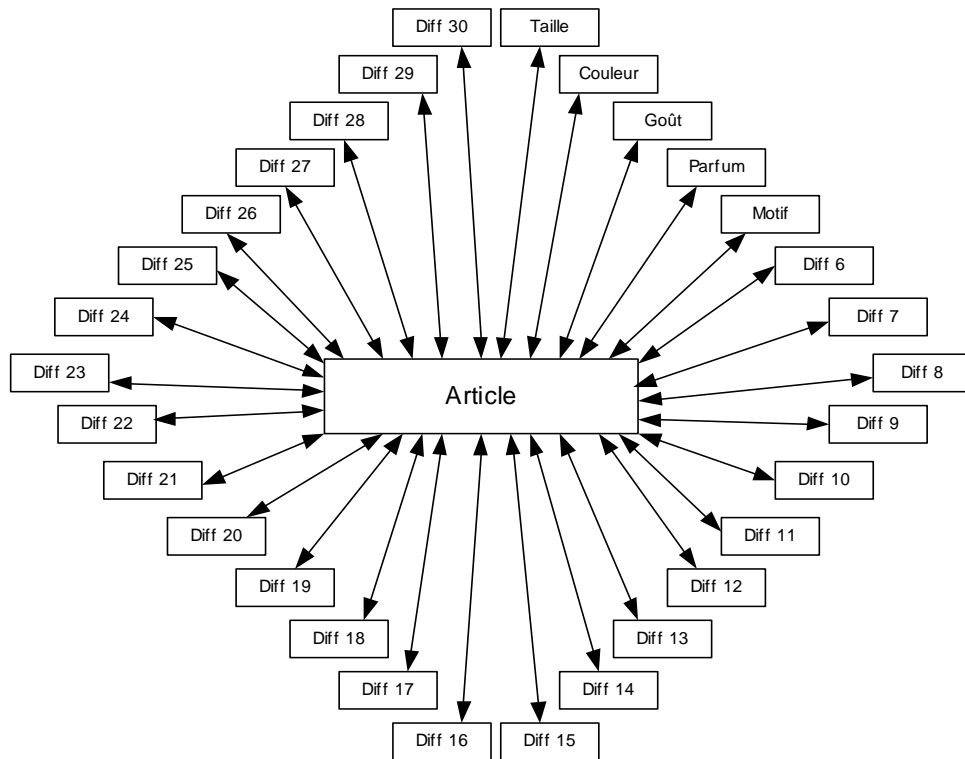 Diff 30
Taille
Diff 29
Couleur
Diff 28
Goût
Diff 27
Parfum
Diff 26
Motif
Diff 25
Diff 6
Diff 24
Diff 7
Diff 23
Diff 8
Article
Diff 22
Diff 9
Diff 21
Diff 10
Diff 20
Diff 11
Diff 19
Diff 12
Diff 18
Diff 13
Diff 17
Diff 14
Diff 16
Diff 15